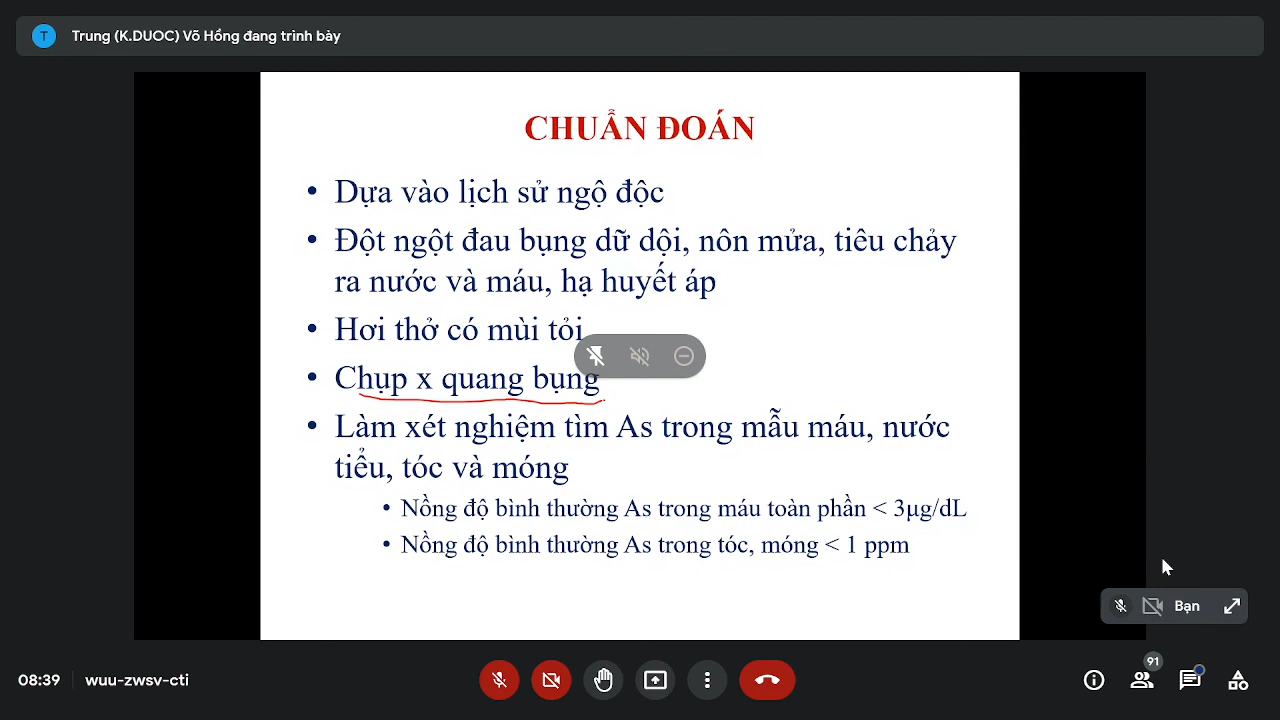 T
Trung (K.DUOC) Võ Hồng đang trình bày
CHUẨN ĐOÁN
• Dựa vào lịch sử ngộ độc
• Đột ngột đau bụng dữ dội, nôn mửa, tiêu chảy
ra nước và máu, hạ huyết áp
• Hơi thở có mùi tỏi
• Chụp x quang bụng
• Làm xét nghiệm tìm As trong mẫu máu, nước
tiểu, tóc và móng
• Nồng độ bình thường As trong máu toàn phần < 3μg/dL
• Nồng độ bình thường As trong tóc, móng < 1 ppm
Bạn
08:39
wuu-zwsv-cti
91